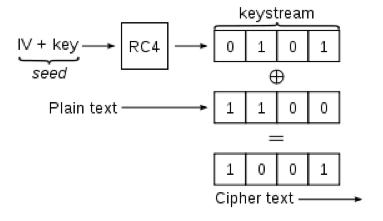 keystream
IV + key RC4 0 1 0 1
seed
⊕
Plain text 1 1 0 0
=
1 0 0 1
Cipher text